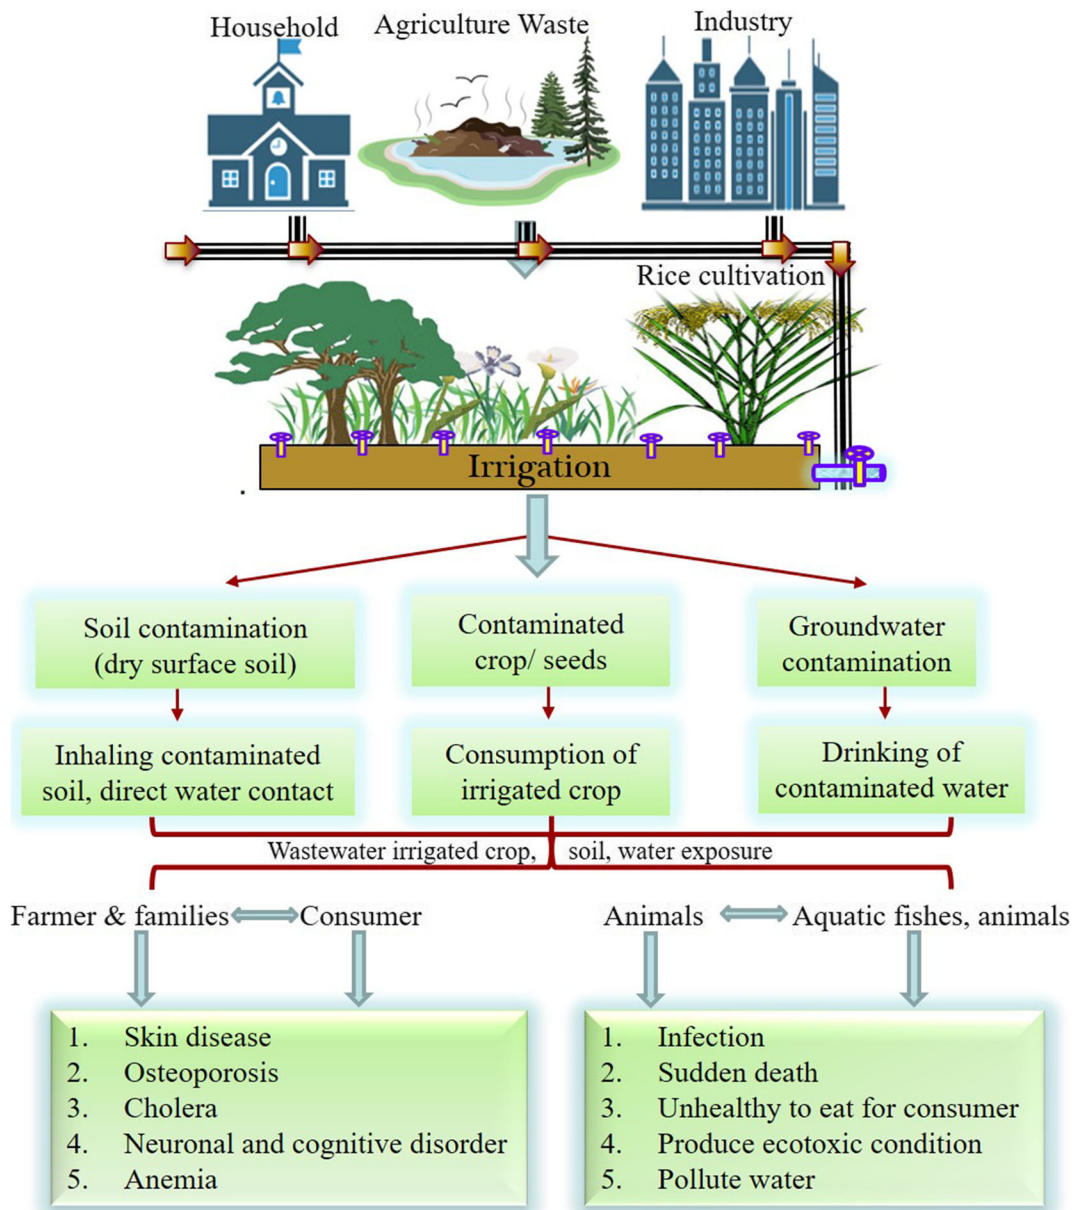 Household
Agriculture Waste
Industry
Rice cultivation
Irrigation
Soil contamination
(dry surface soil)
Contaminated
crop/ seeds
Groundwater
contamination
Inhaling contaminated
soil, direct water contact
Consumption of
irrigated crop
Drinking of
contaminated water
Wastewater irrigated crop, soil, water exposure
Farmer & families
Consumer
Animals
Aquatic fishes, animals
1. Skin disease
2. Osteoporosis
3. Cholera
4. Neuronal and cognitive disorder
5. Anemia
1. Infection
2. Sudden death
3. Unhealthy to eat for consumer
4. Produce ecotoxic condition
5. Pollute water